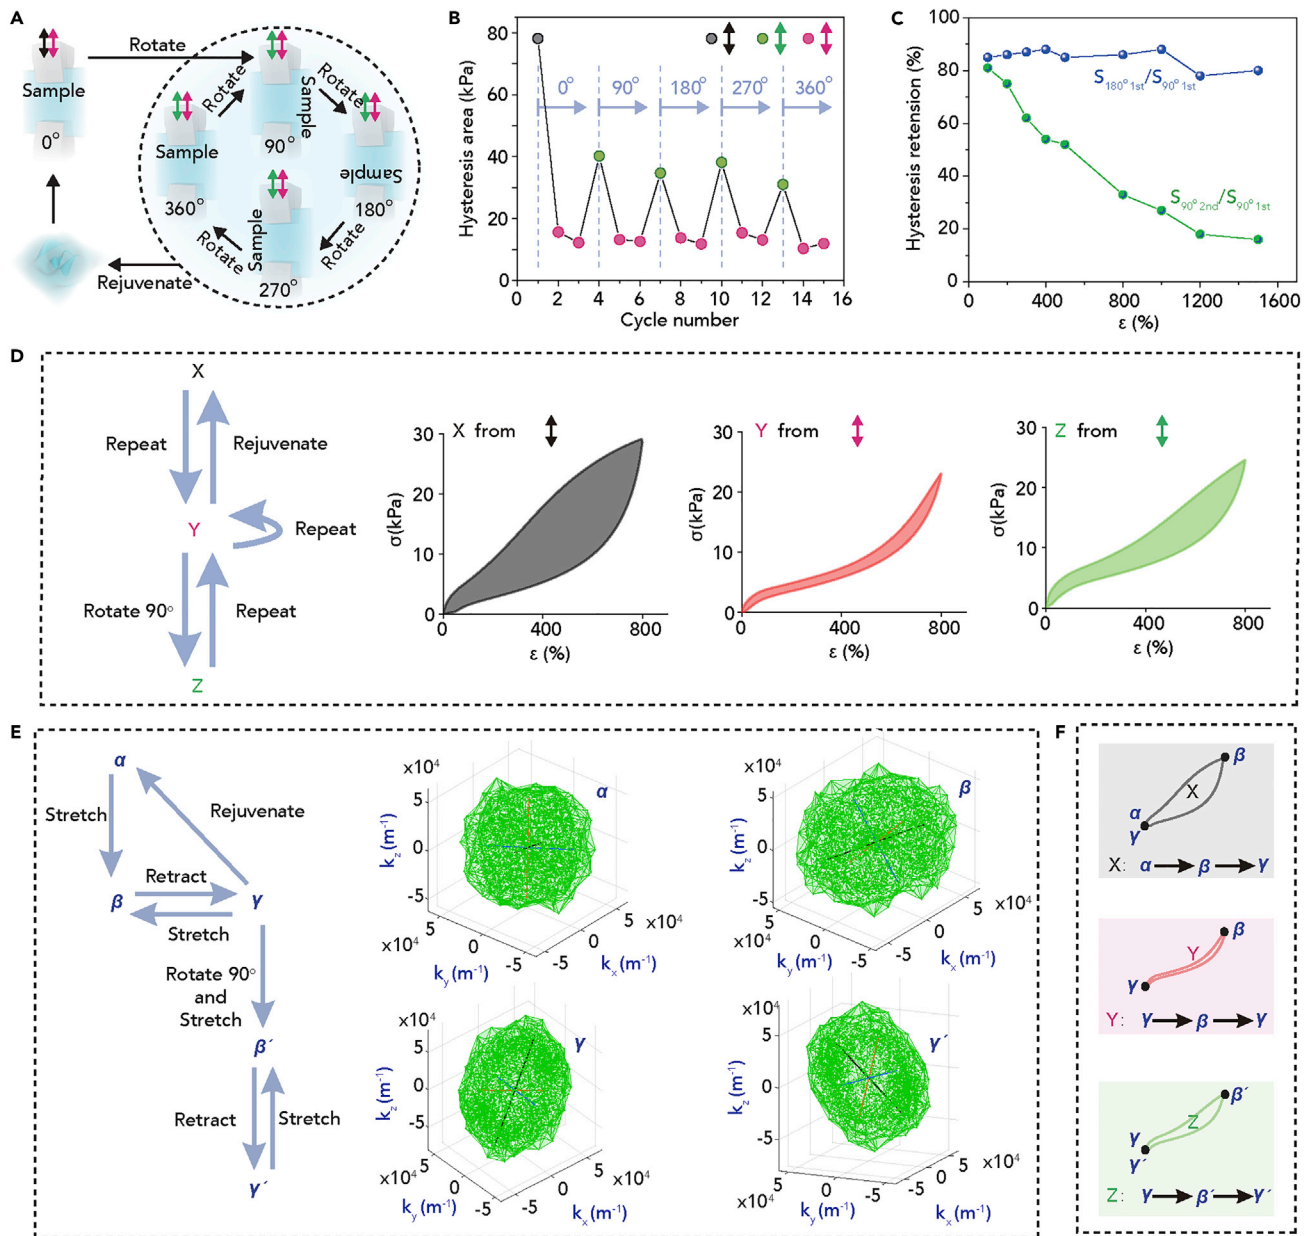 A
Rotate
Sample
0°
Rotate
Sample
90°
Rotate
Sample
180°
Rotate
Sample
270°
Rotate
Sample
360°
Rejuvenate
B
Hysteresis area (kPa)
80
60
40
20
0
0°
90°
180°
270°
360°
0 2 4 6 8 10 12 14 16
Cycle number
C
Hysteresis retension (%)
100
80
60
40
20
0
S180° 1st/S90° 1st
S90° 2nd/S90° 1st
400 800 1200 1600
ε (%)
D
X
Repeat
Rejuvenate
Y
Repeat
Rotate 90°
Repeat
Z
X from
σ(kPa)
30
20
10
0
0 400 800
ε (%)
Y from
σ(kPa)
30
20
10
0
0 400 800
ε (%)
Z from
σ(kPa)
30
20
10
0
0 400 800
ε (%)
E
α
Stretch
Rejuvenate
Retract
β
γ
Stretch
Rotate 90°
and
Stretch
β´
Retract
Stretch
γ´
x10⁴
α
5
0
-5
kz (m⁻¹)
5
0
-5
x10⁴
ky (m⁻¹)
-5
0
5
x10⁴
kx (m⁻¹)
x10⁴
β
5
0
-5
kz (m⁻¹)
5
0
-5
x10⁴
ky (m⁻¹)
-5
0
5
x10⁴
kx (m⁻¹)
x10⁴
γ
5
0
-5
kz (m⁻¹)
5
0
-5
x10⁴
ky (m⁻¹)
-5
0
5
x10⁴
kx (m⁻¹)
x10⁴
γ´
5
0
-5
kz (m⁻¹)
5
0
-5
x10⁴
ky (m⁻¹)
-5
0
5
x10⁴
kx (m⁻¹)
F
β
X
α
γ
X: α β γ
β
Y
γ
Y: γ β γ
β´
Z
γ
γ´
Z: γ β´ γ´